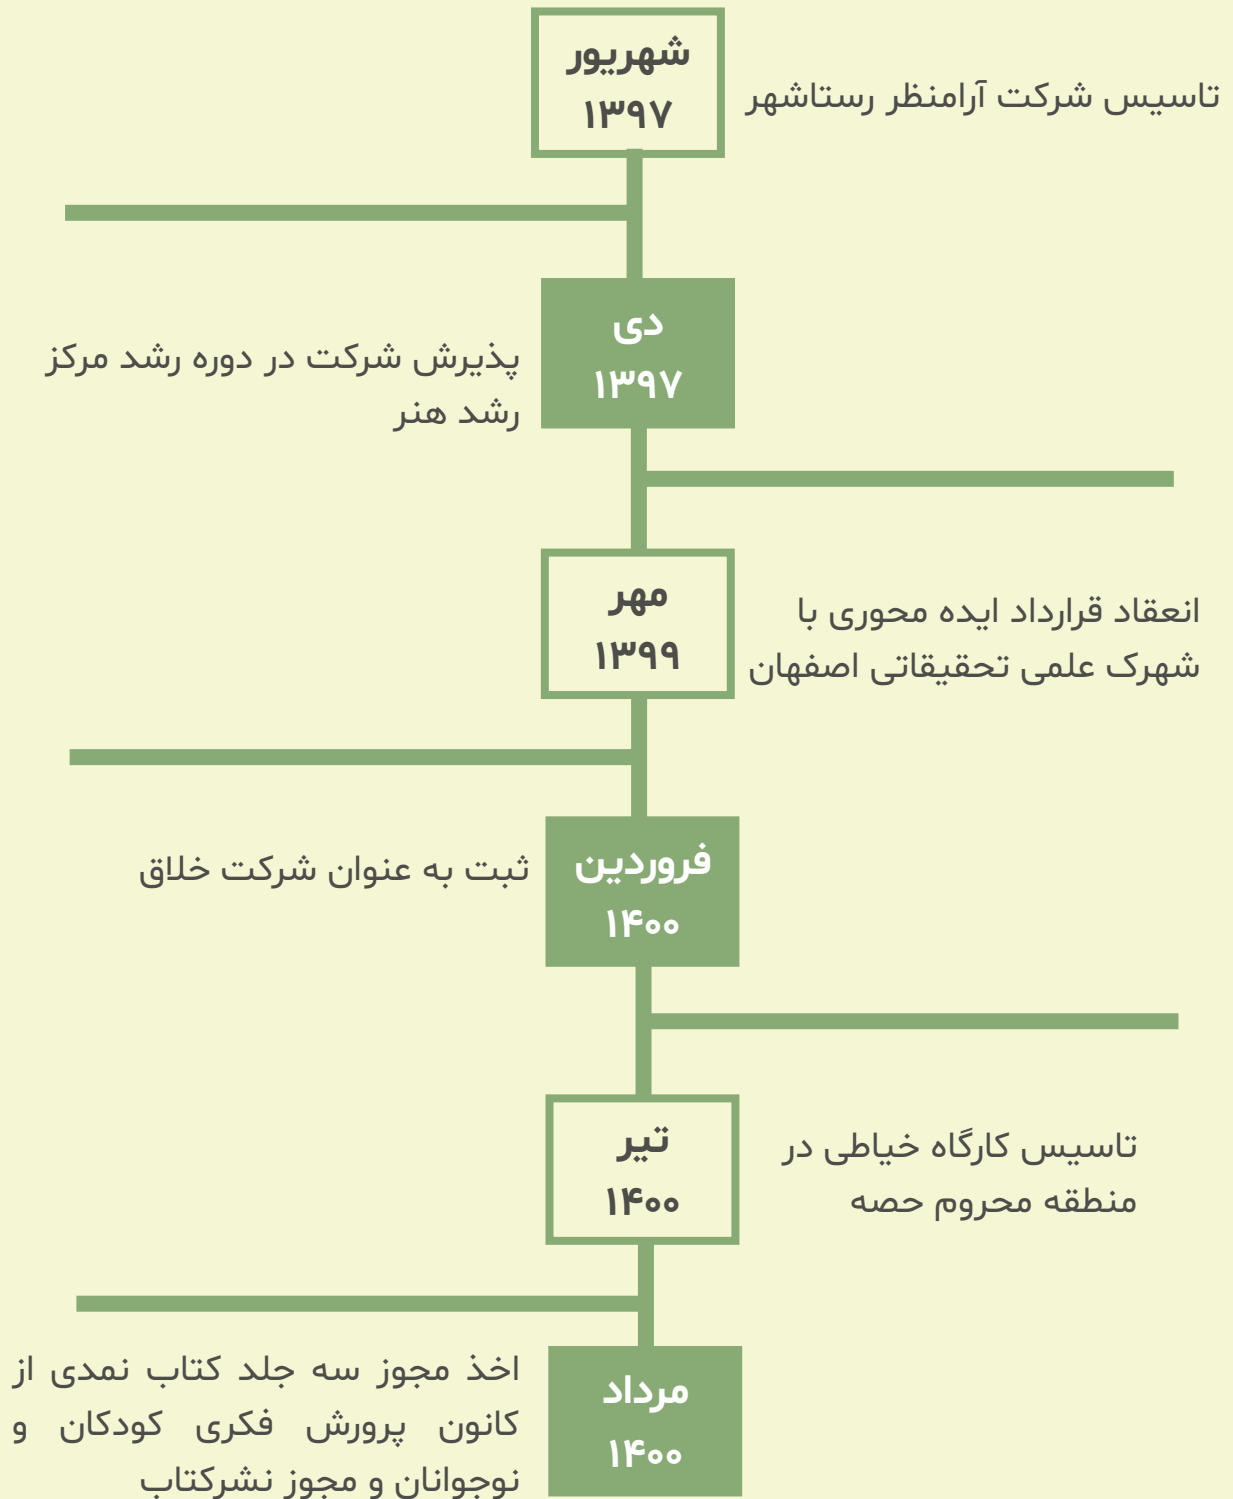 شهریور
۱۳۹۷
تاسیس شرکت آرامنظر رستاشهر
دی
۱۳۹۷
پذیرش شرکت در دوره رشد مرکز
رشد هنر
مهر
۱۳۹۹
انعقاد قرارداد ایده محوری با
شهرک علمی تحقیقاتی اصفهان
فروردین
۱۴۰۰
ثبت به عنوان شرکت خلاق
تیر
۱۴۰۰
تاسیس کارگاه خیاطی در
منطقه محروم حصه
مرداد
۱۴۰۰
اخذ مجوز سه جلد کتاب نمدی از
کانون پرورش فکری کودکان و
نوجوانان و مجوز نشرکتاب